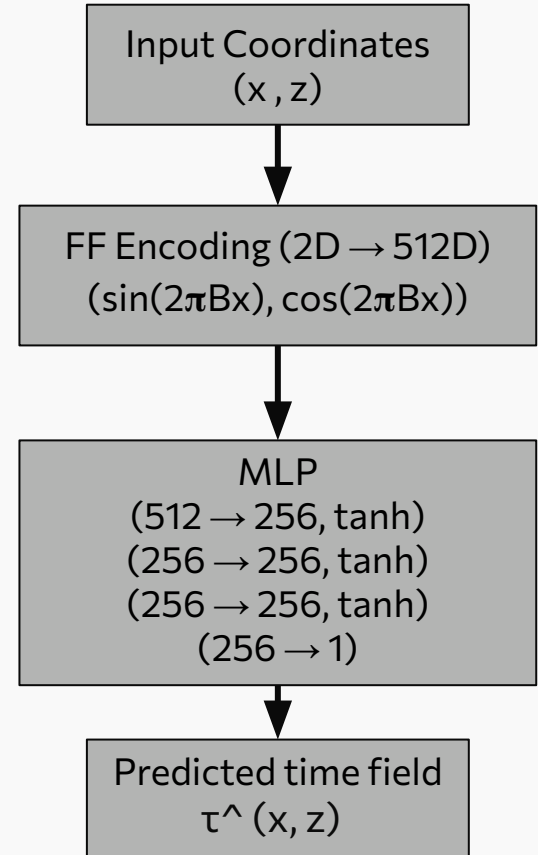 Input Coordinates
(x , z)
FF Encoding (2D → 512D)
(sin(2πBx), cos(2πBx))
MLP
(512 → 256, tanh)
(256 → 256, tanh)
(256 → 256, tanh)
(256 → 1)
Predicted time field
τ^ (x, z)